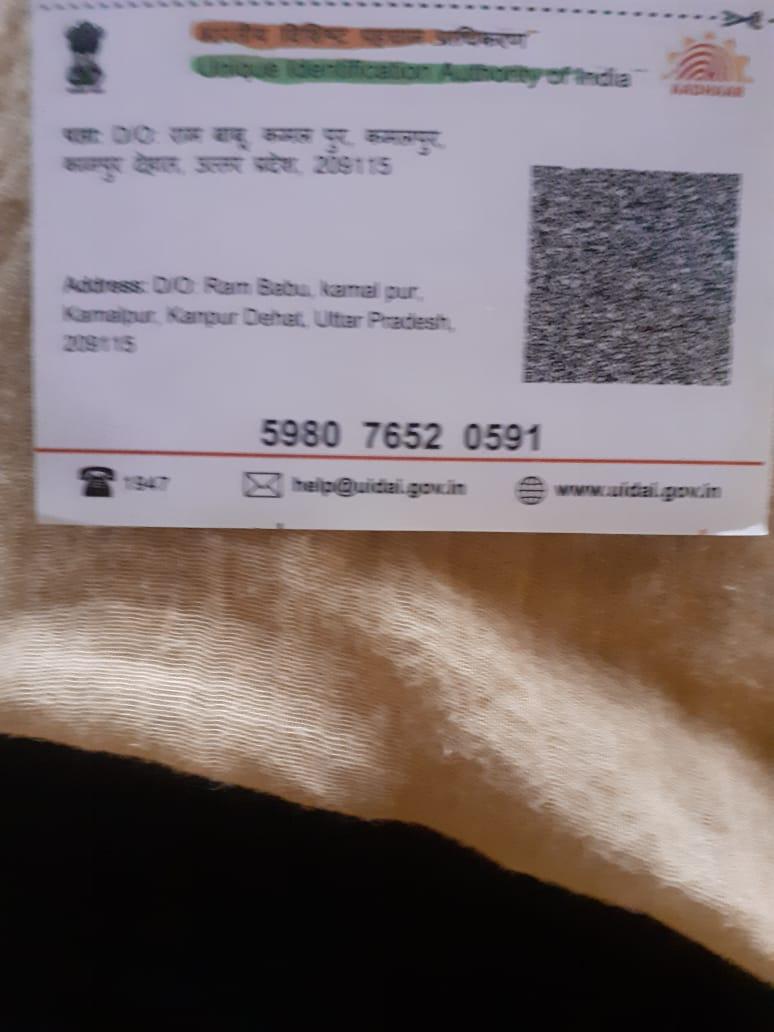 भारतीय विशिष्ट पहचान प्राधिकरण
Unique Identification Authority of India
AADHAAR
पता: D/O: राम बाबू, कमल पुर, कमलपुर,
कानपुर देहात, उत्तर प्रदेश, 209115
Address: D/O: Ram Babu, kamal pur,
Kamalpur, Kanpur Dehat, Uttar Pradesh,
209115
5980 7652 0591
1947 help@uidai.gov.in www.uidai.gov.in